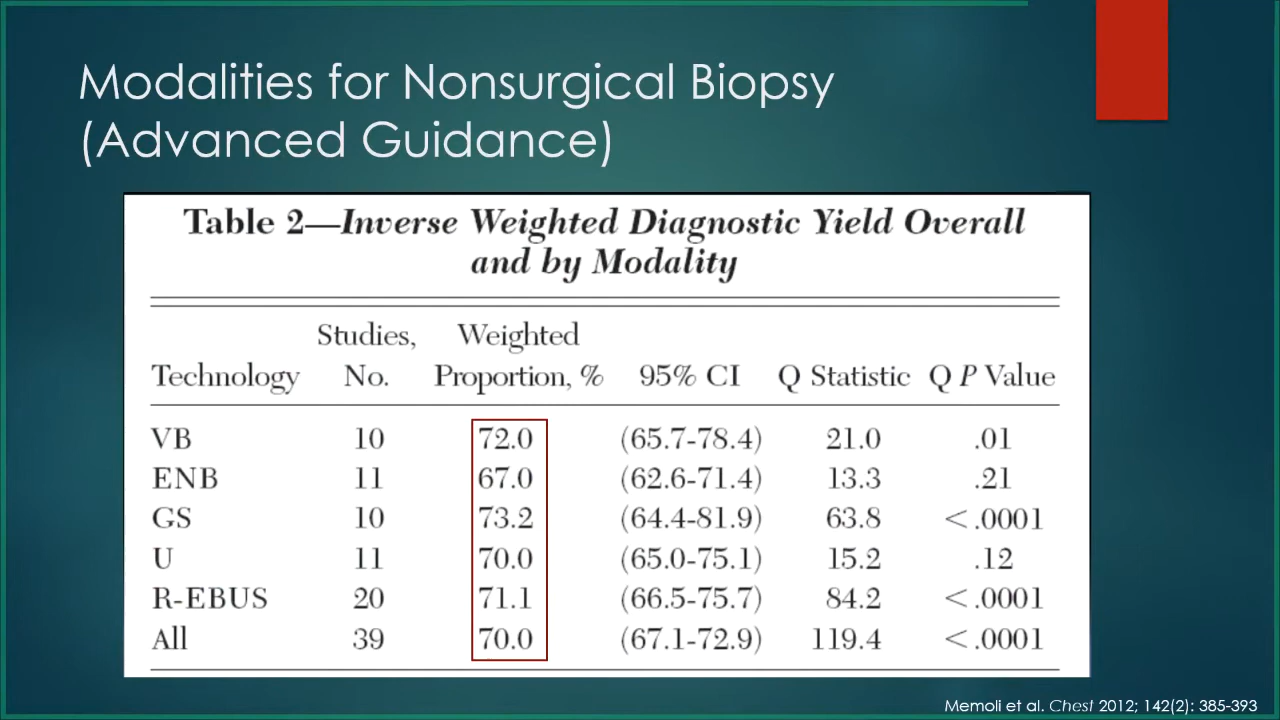 Modalities for Nonsurgical Biopsy
(Advanced Guidance)
Table 2—Inverse Weighted Diagnostic Yield Overall
and by Modality
Studies, Weighted
Technology No. Proportion, % 95% CI Q Statistic Q P Value
VB 10 72.0 (65.7-78.4) 21.0 .01
ENB 11 67.0 (62.6-71.4) 13.3 .21
GS 10 73.2 (64.4-81.9) 63.8 <.0001
U 11 70.0 (65.0-75.1) 15.2 .12
R-EBUS 20 71.1 (66.5-75.7) 84.2 <.0001
All 39 70.0 (67.1-72.9) 119.4 <.0001
Memoli et al. Chest 2012; 142(2): 385-393